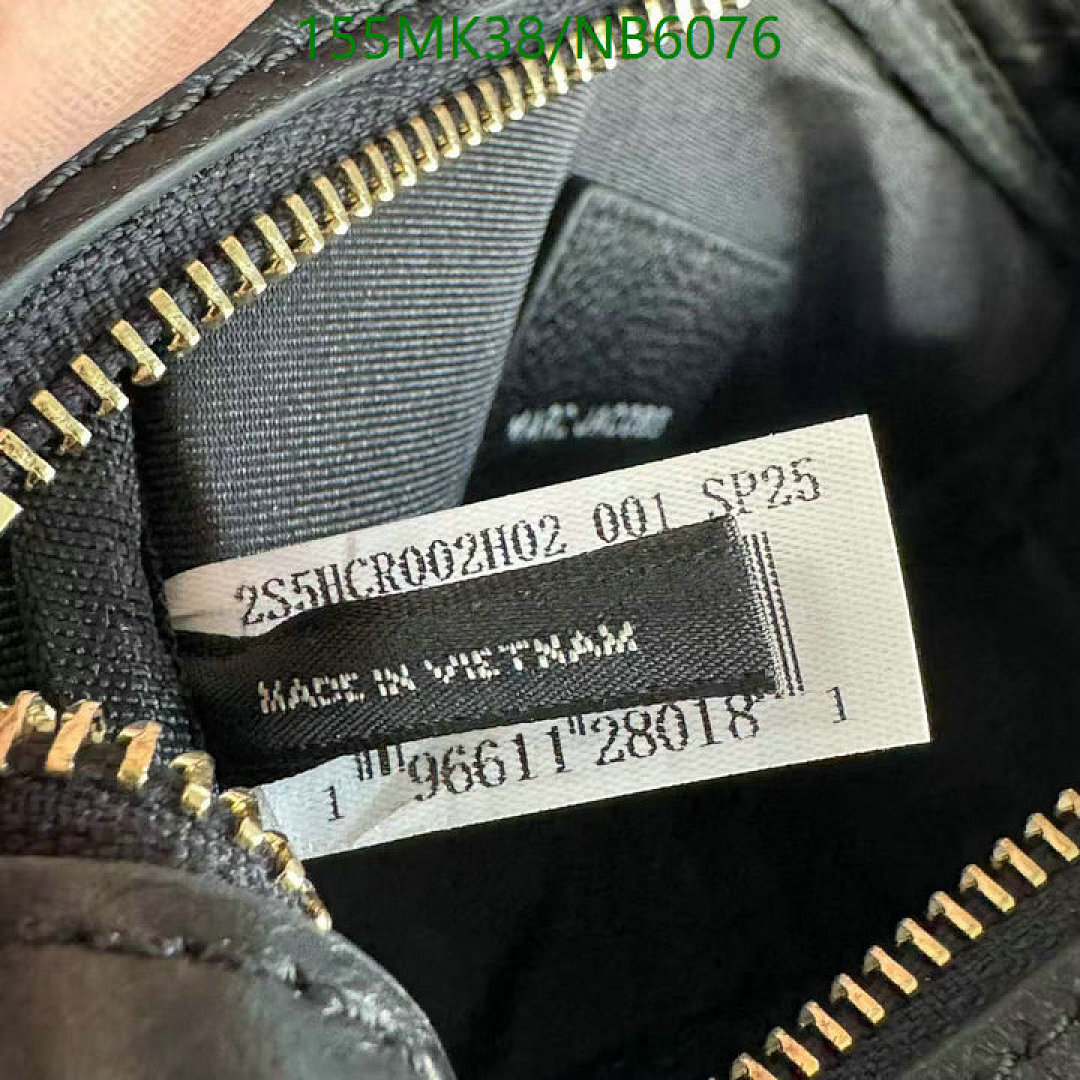 155MK38/NB6076
MARC JACOBS
2S5HCR002H02 001 SP25
MADE IN VIETNAM
1 96611 28018 1